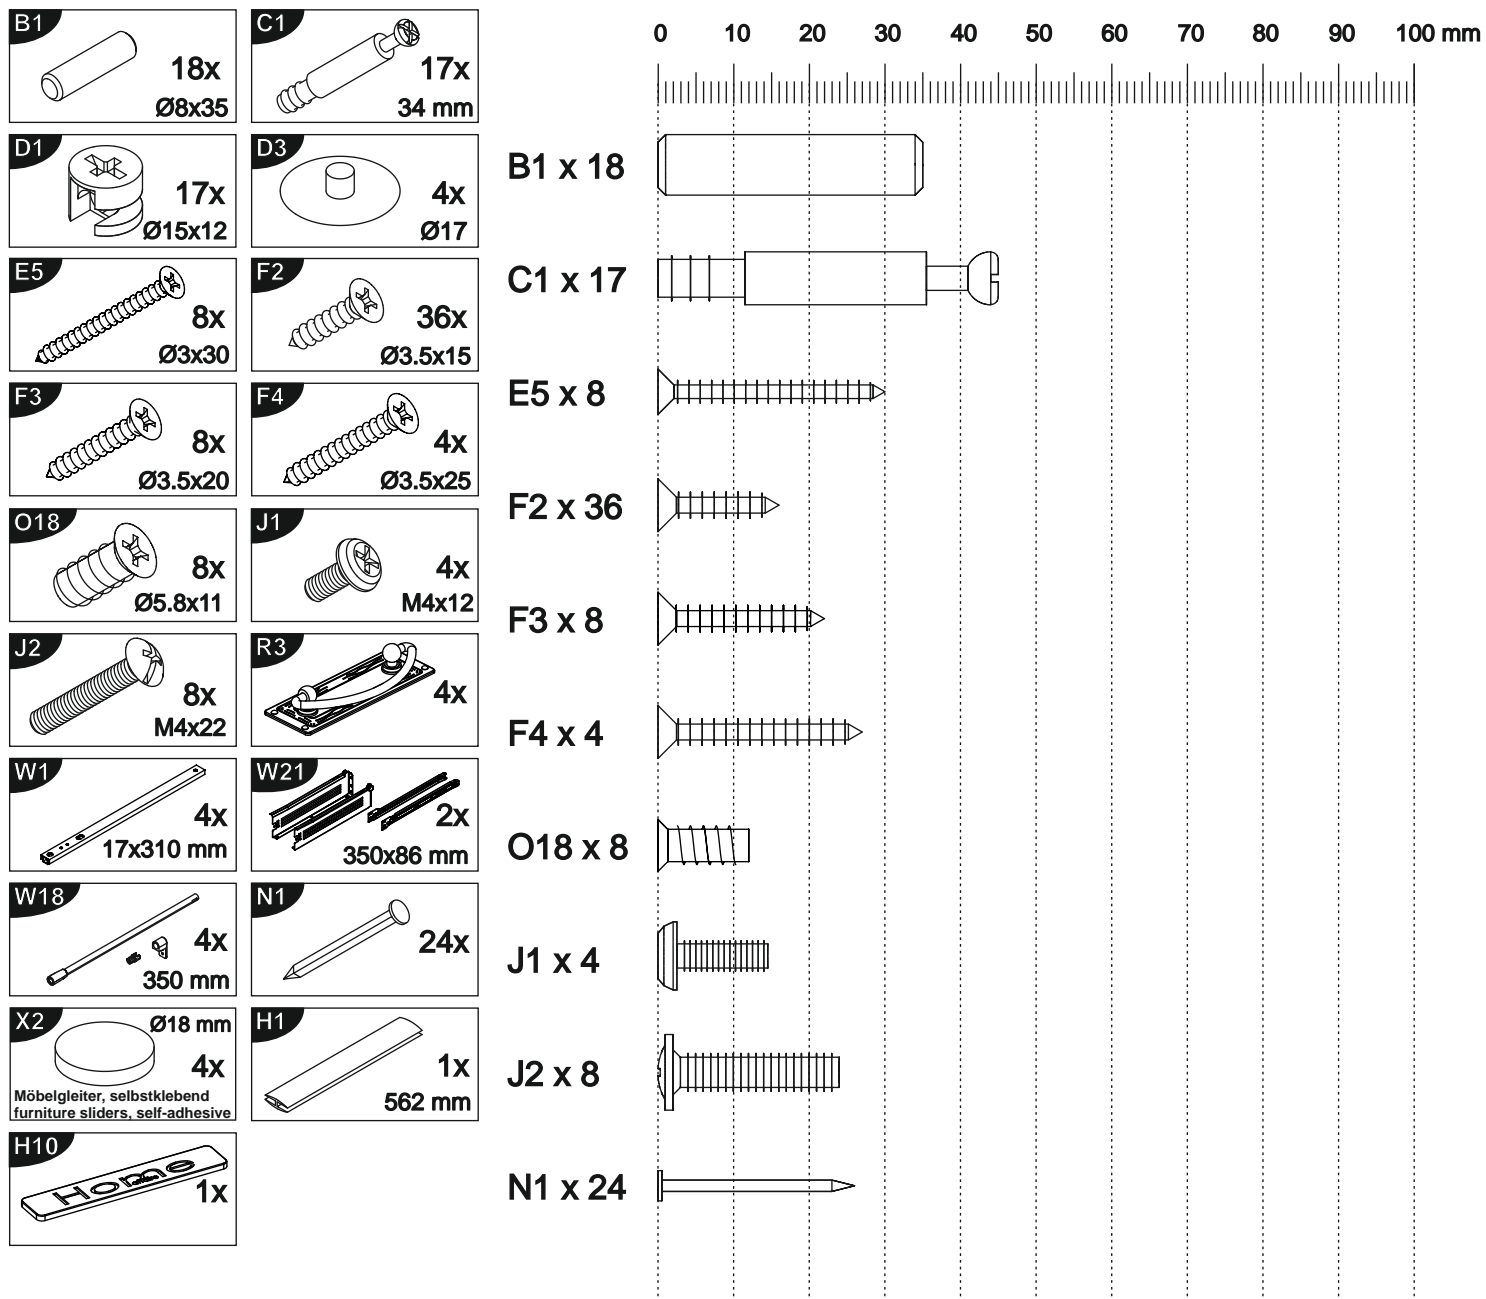 B1
18x
Ø8x35
C1
17x
34 mm
D1
17x
Ø15x12
D3
4x
Ø17
E5
8x
Ø3x30
F2
36x
Ø3.5x15
F3
8x
Ø3.5x20
F4
4x
Ø3.5x25
O18
8x
Ø5.8x11
J1
4x
M4x12
J2
8x
M4x22
R3
4x
W1
4x
17x310 mm
W21
2x
350x86 mm
W18
4x
350 mm
N1
24x
X2
Ø18 mm
4x
Möbelgleiter, selbstklebend
furniture sliders, self-adhesive
H1
1x
562 mm
H10
Home
1x
0 10 20 30 40 50 60 70 80 90 100 mm
B1 x 18
C1 x 17
E5 x 8
F2 x 36
F3 x 8
F4 x 4
O18 x 8
J1 x 4
J2 x 8
N1 x 24